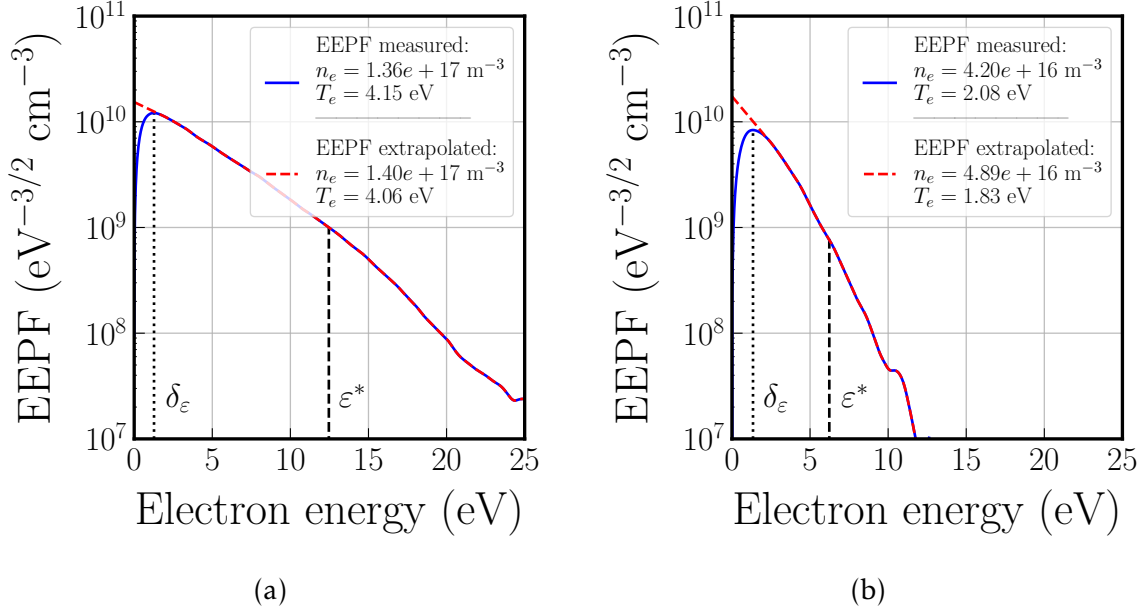 10^{11}
10^{10}
10^{9}
10^{8}
10^{7}
EEPF (eV^{−3/2} cm^{−3})
EEPF measured:
n_e = 1.36e + 17 m^{−3}
T_e = 4.15 eV
EEPF extrapolated:
n_e = 1.40e + 17 m^{−3}
T_e = 4.06 eV
δ_ε
ε*
0 5 10 15 20 25
Electron energy (eV)
(a)
10^{11}
10^{10}
10^{9}
10^{8}
10^{7}
EEPF (eV^{−3/2} cm^{−3})
EEPF measured:
n_e = 4.20e + 16 m^{−3}
T_e = 2.08 eV
EEPF extrapolated:
n_e = 4.89e + 16 m^{−3}
T_e = 1.83 eV
δ_ε
ε*
0 5 10 15 20 25
Electron energy (eV)
(b)